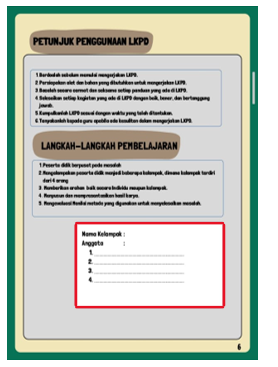 PETUNJUK PENGGUNAAN LKPD
1 Berdoalah sebelum memulai mengerjakan LKPD.
2 Persiapkan alat dan bahan yang dibutuhkan untuk mengerjakan LKPD.
3 Bacalah secara cermat dan saksama setiap panduan yang ada di LKPD.
4 Selesaikan setiap kegiatan yang ada di LKPD dengan baik, benar, dan bertanggung
jawab.
5 Kumpulkanlah LKPD sesuai dengan waktu yang telah ditentukan.
6 Tanyakanlah kepada guru apabila ada kesulitan dalam mengerjakan LKPD.
LANGKAH-LANGKAH PEMBELAJARAN
1 Peserta didik berpusat pada masalah
2 Mengelompokan peserta didik menjadi beberapa kelompok, dimana kelompok terdiri
dari 4 orang
3 Memberikan arahan baik secara individu maupun kelompok.
4 Menyusun dan mempresentasikan hasil karya.
5 Mengevaluasi metode yang digunakan untuk menyelesaikan masalah.
Nama Kelompok :
Anggota :
1.
2.
3.
4.
6